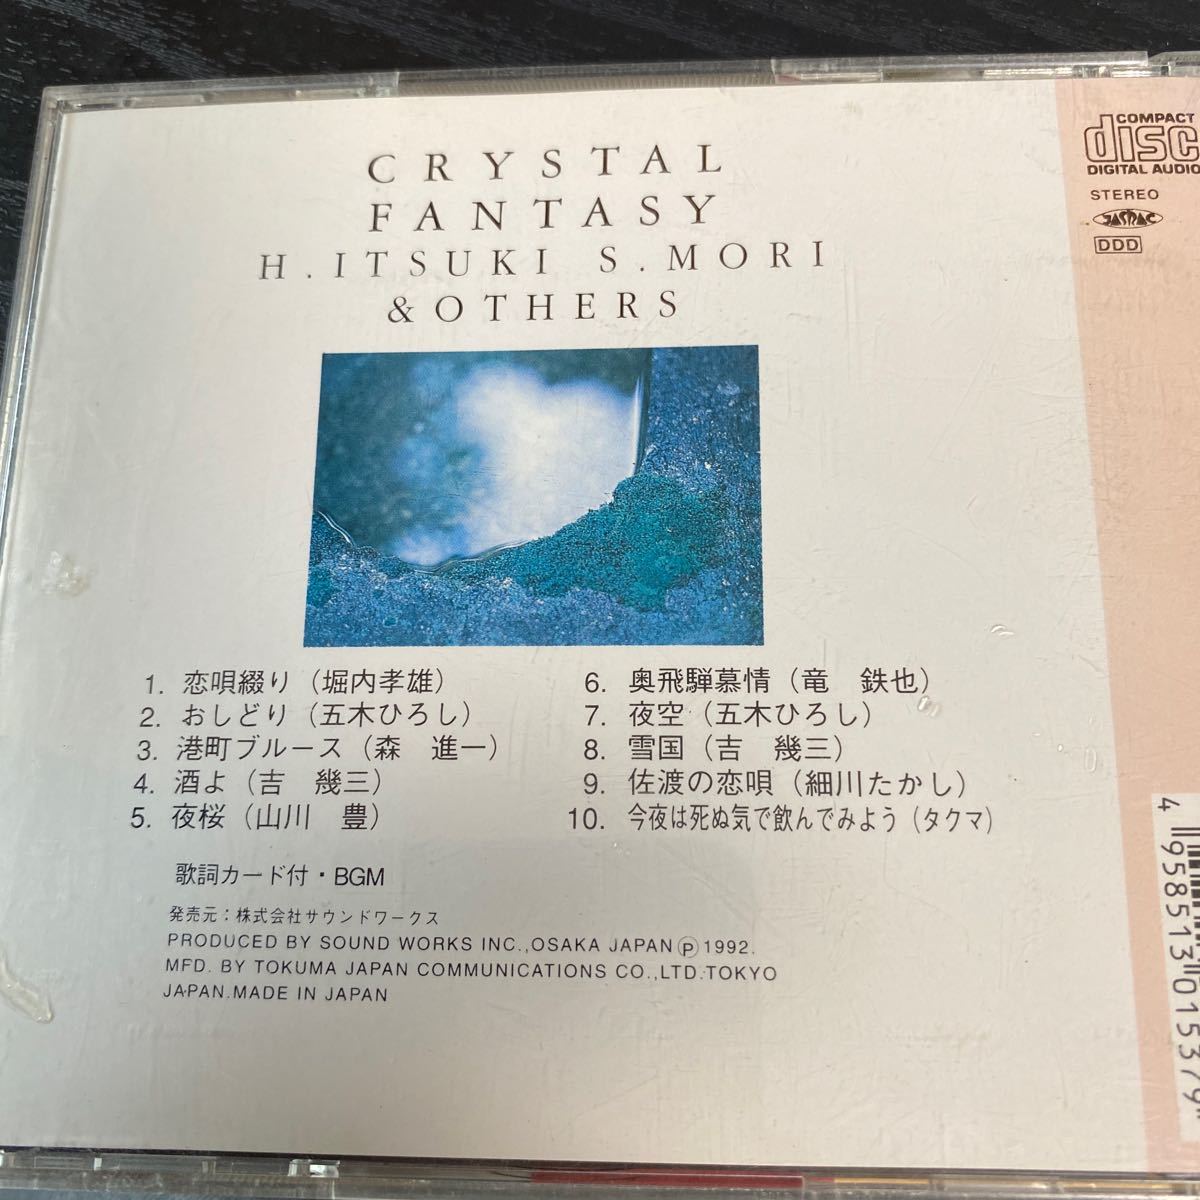 CRYSTAL
FANTASY
H.ITSUKI S.MORI
& OTHERS
COMPACT
disc
DIGITAL AUDIO
STEREO
JASRAC
DDD
1. 恋唄綴り（堀内孝雄）
2. おしどり（五木ひろし）
3. 港町ブルース（森　進一）
4. 酒よ（吉　幾三）
5. 夜桜（山川　豊）
6. 奥飛騨慕情（竜　鉄也）
7. 夜空（五木ひろし）
8. 雪国（吉　幾三）
9. 佐渡の恋唄（細川たかし）
10. 今夜は死ぬ気で飲んでみよう（タクマ）
歌詞カード付・BGM
発売元：株式会社サウンドワークス
PRODUCED BY SOUND WORKS INC.,OSAKA JAPAN Ⓟ 1992.
MFD. BY TOKUMA JAPAN COMMUNICATIONS CO.,LTD.TOKYO
JAPAN.MADE IN JAPAN
4 958513 015379